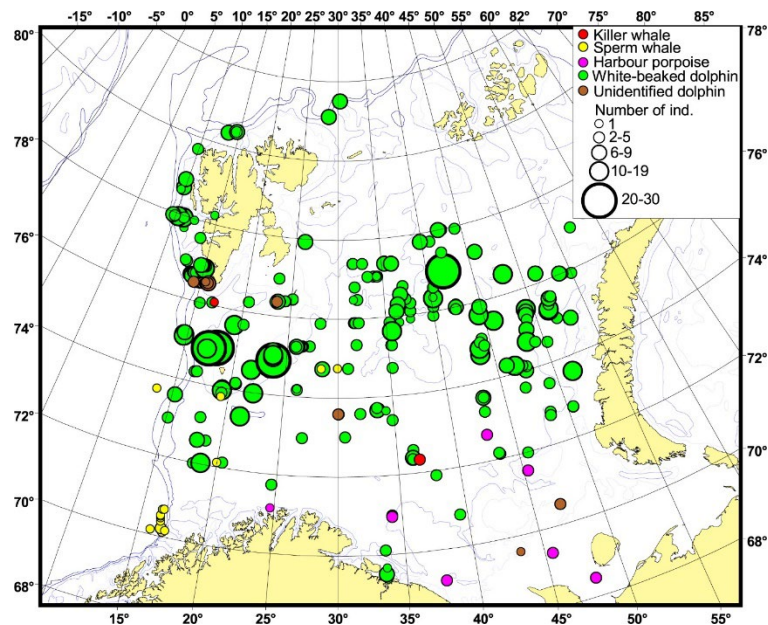 -15° -10° -5° 0° 5° 10° 15° 20° 25° 30° 35° 40° 45° 50° 55° 60° 82° 70° 75° 80° 85°
80° 78°
Killer whale
Sperm whale
Harbour porpoise
White-beaked dolphin
Unidentified dolphin
Number of ind.
1
2-5
6-9
10-19
20-30
78° 76°
76° 74°
74° 72°
72°
70° 70°
68° 68°
15° 20° 25° 30° 35° 40° 45° 50° 55°